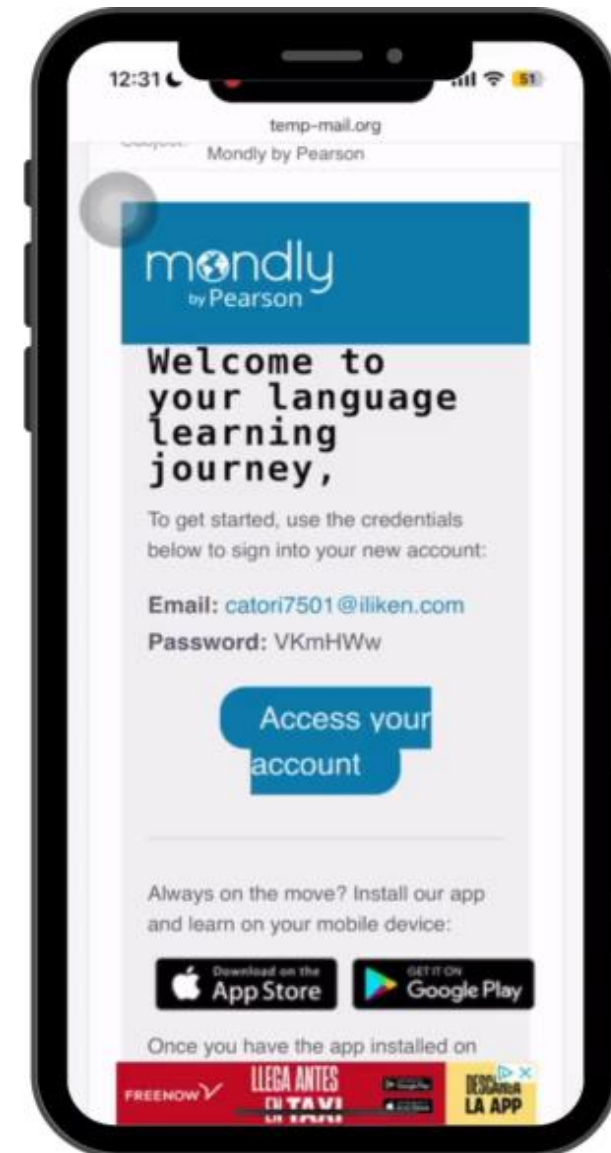 12:31
51
temp-mail.org
Mondly by Pearson
mondly
by Pearson
Welcome to
your language
learning
journey,
To get started, use the credentials
below to sign into your new account:
Email: catori7501@iliken.com
Password: VKmHWw
Access your
account
Always on the move? Install our app
and learn on your mobile device:
Download on the
App Store
GET IT ON
Google Play
Once you have the app installed on
FREENOW
LLEGA ANTES
EN TAXI
DESCARGA
LA APP